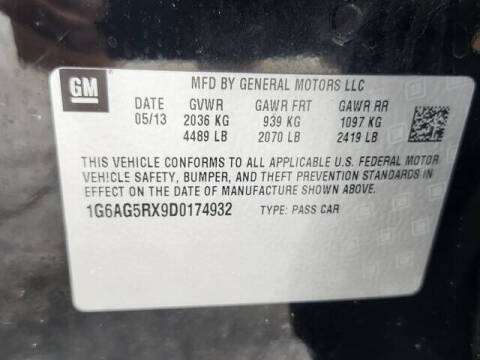 GM
MFD BY GENERAL MOTORS LLC
DATE GVWR GAWR FRT GAWR RR
05/13 2036 KG 939 KG 1097 KG
4489 LB 2070 LB 2419 LB
THIS VEHICLE CONFORMS TO ALL APPLICABLE U.S. FEDERAL MOTOR
VEHICLE SAFETY, BUMPER, AND THEFT PREVENTION STANDARDS IN
EFFECT ON THE DATE OF MANUFACTURE SHOWN ABOVE.
1G6AG5RX9D0174932 TYPE: PASS CAR